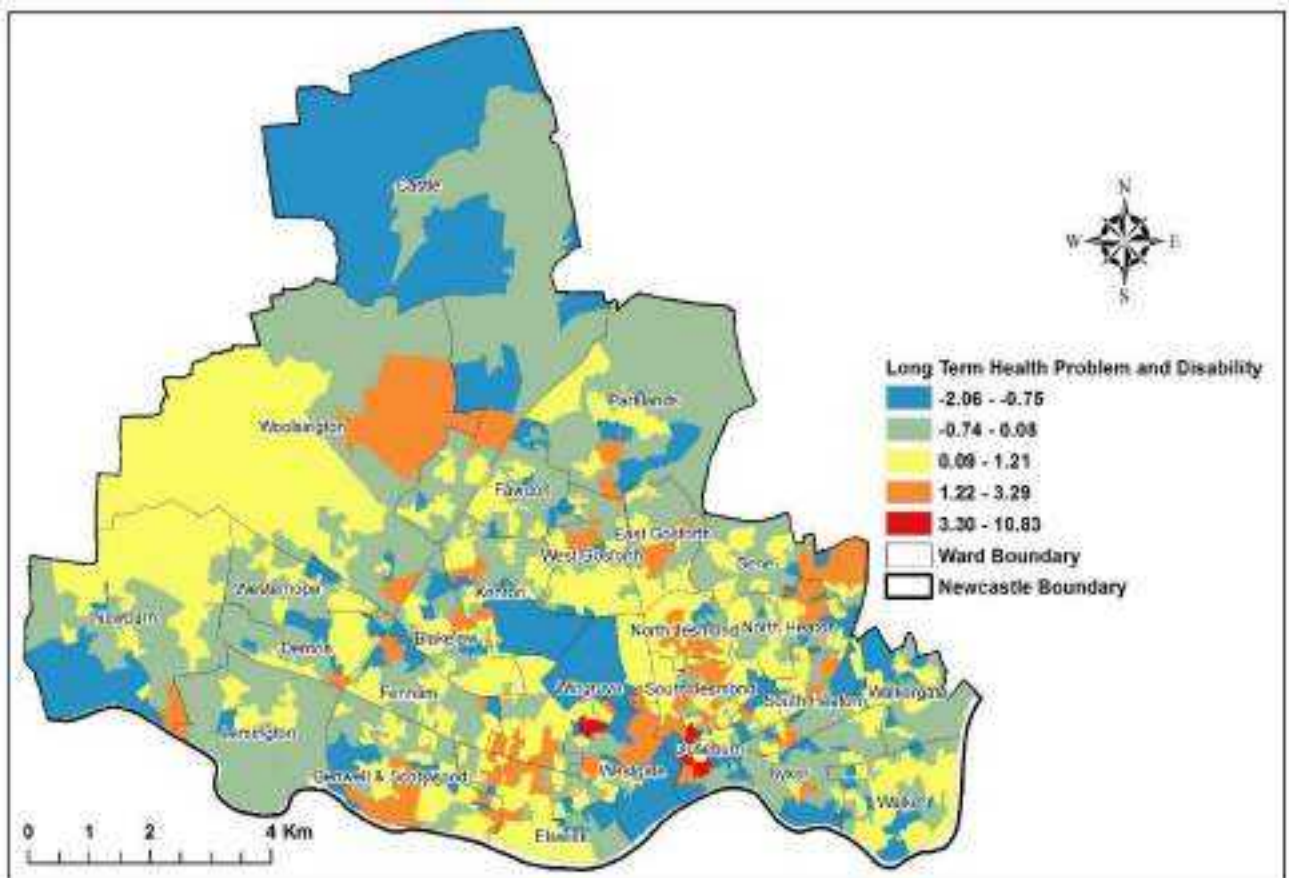 Castle
N
W E
S
Long Term Health Problem and Disability
-2.06 - -0.75
-0.74 - 0.08
0.09 - 1.21
1.22 - 3.29
3.30 - 10.83
Ward Boundary
Newcastle Boundary
Parklands
Woolsington
Fawdon
East Gosforth
West Gosforth
Dene
Westerhope
Kenton
Newburn
North Jesmond
North Heaton
Blakelaw
Denton
Fenham
Wingrove
South Jesmond
South Heaton
Walkergate
Lemington
Ouseburn
Benwell & Scotswood
Westgate
Byker
Walker
Elswick
0 1 2 4 Km